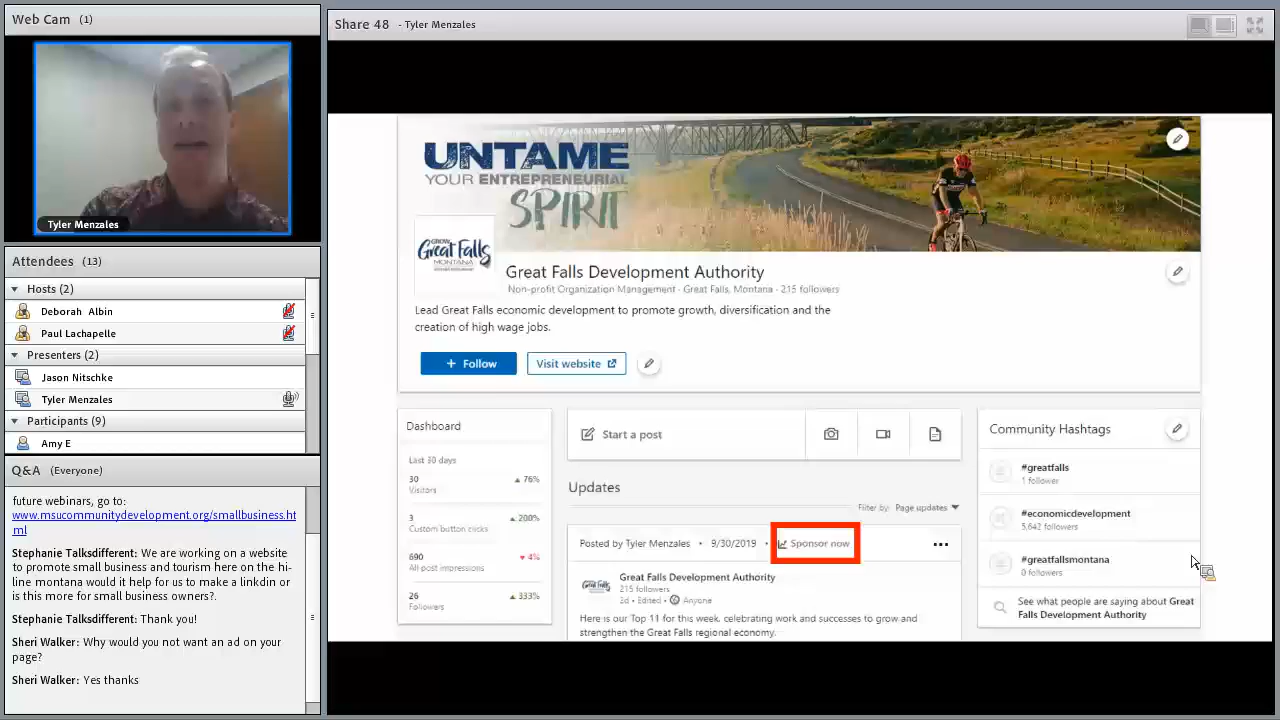 Web Cam (1)
Tyler Menzales
Attendees (13)
Hosts (2)
Deborah Albin
Paul Lachapelle
Presenters (2)
Jason Nitschke
Tyler Menzales
Participants (9)
Amy E
Q&A (Everyone)
future webinars, go to:
www.msucommunitydevelopment.org/smallbusiness.ht
ml
Stephanie Talksdifferent: We are working on a website
to promote small business and tourism here on the hi-
line montana would it help for us to make a linkdin or
is this more for small business owners?.
Stephanie Talksdifferent: Thank you!
Sheri Walker: Why would you not want an ad on your
page?
Sheri Walker: Yes thanks
Share 48 - Tyler Menzales
UNTAME
YOUR ENTREPRENEURIAL
SPIRIT
GROW
Great Falls
MONTANA
Great Falls Development Authority
Non-profit Organization Management · Great Falls, Montana · 215 followers
Lead Great Falls economic development to promote growth, diversification and the
creation of high wage jobs.
+ Follow
Visit website
Dashboard
Last 30 days
30 ▲ 76%
Visitors
3 ▲ 200%
Custom button clicks
690 ▼ 4%
All post impressions
26 ▲ 333%
Followers
Start a post
Updates
Filter by: Page updates
Posted by Tyler Menzales • 9/30/2019 • Sponsor now
Great Falls
Great Falls Development Authority
215 followers
2d • Edited • Anyone
Here is our Top 11 for this week, celebrating work and successes to grow and
strengthen the Great Falls regional economy.
Community Hashtags
#greatfalls
1 follower
#economicdevelopment
5,642 followers
#greatfallsmontana
0 followers
See what people are saying about Great
Falls Development Authority